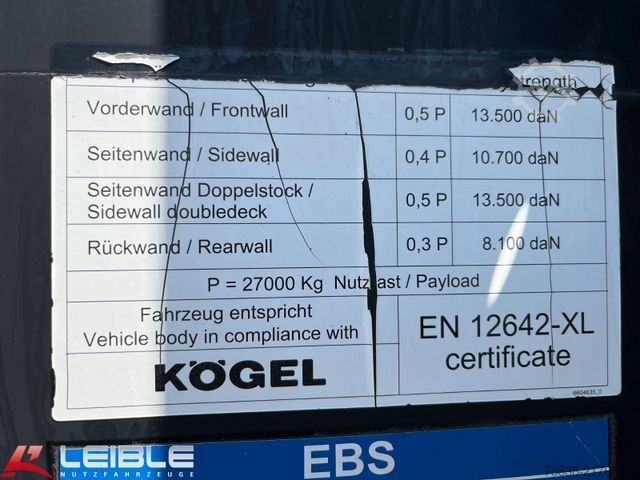 trength
Vorderwand / Frontwall 0,5 P 13.500 daN
Seitenwand / Sidewall 0,4 P 10.700 daN
Seitenwand Doppelstock /
Sidewall doubledeck 0,5 P 13.500 daN
Rückwand / Rearwall 0,3 P 8.100 daN
P = 27000 Kg Nutzlast / Payload
Fahrzeug entspricht
Vehicle body in compliance with
KÖGEL
EN 12642-XL
certificate
6604635_0
LEIBLE
NUTZFAHRZEUGE
EBS